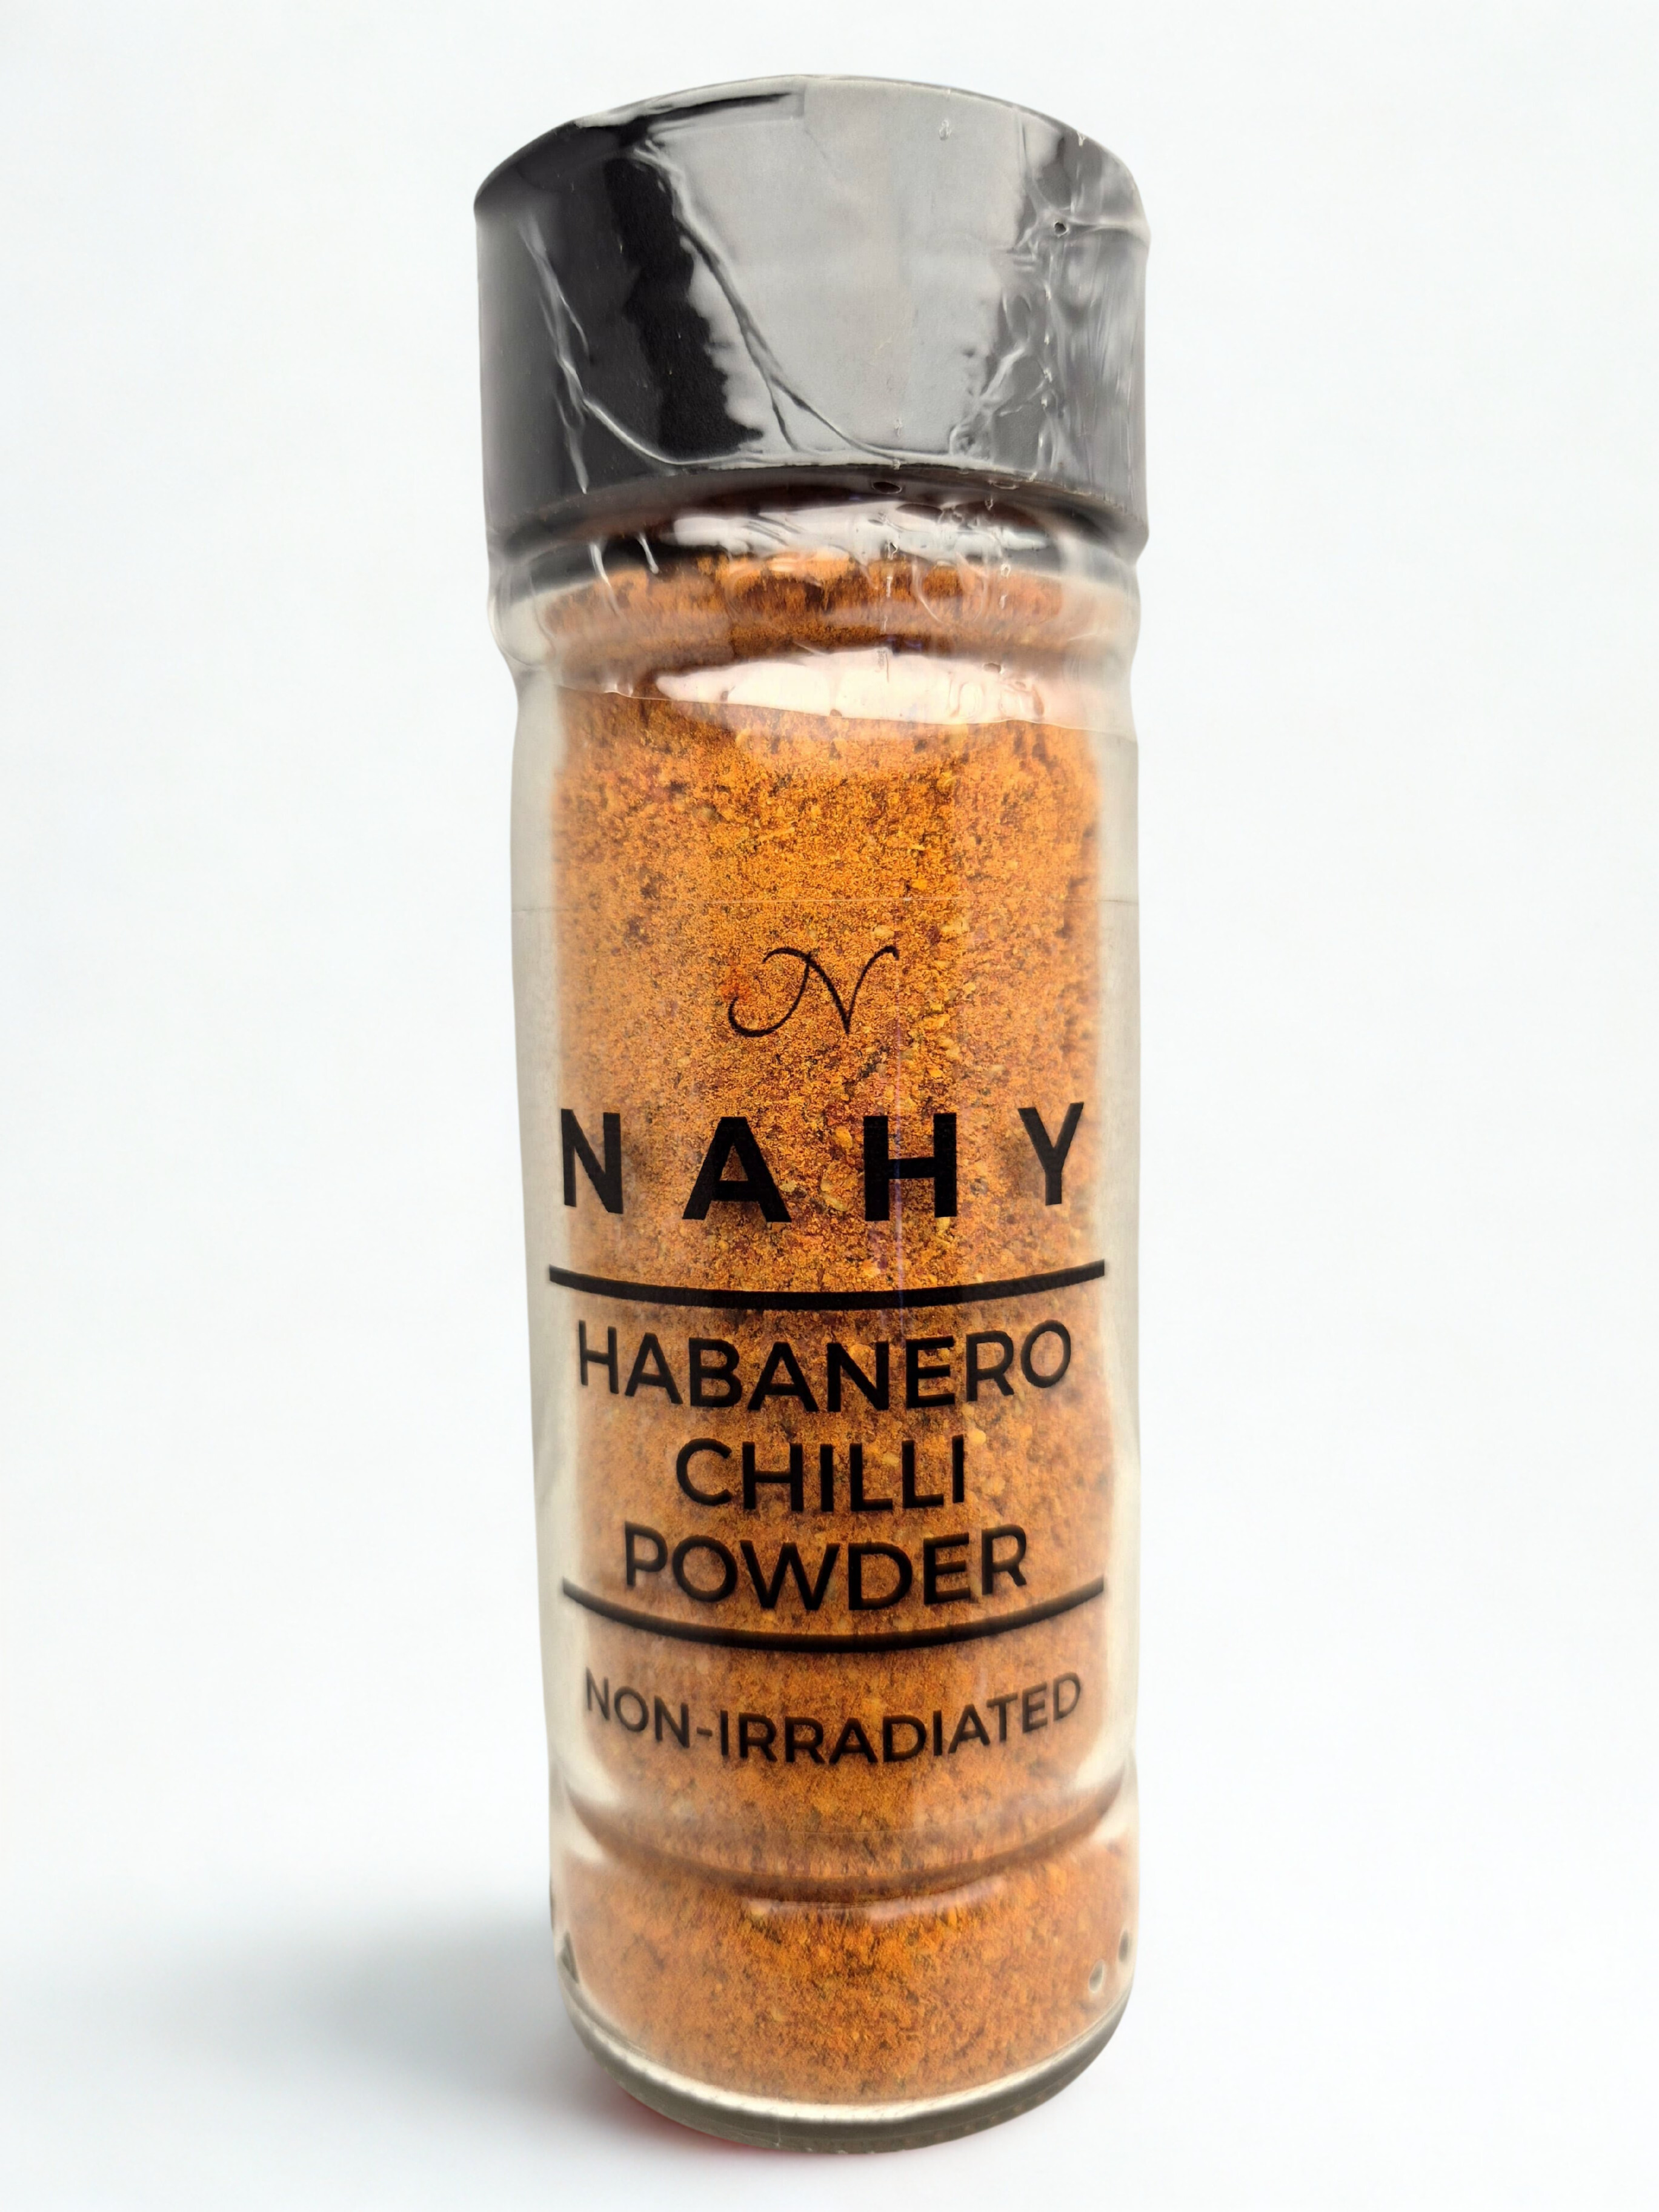 N
NAHY
HABANERO
CHILLI
POWDER
NON-IRRADIATED